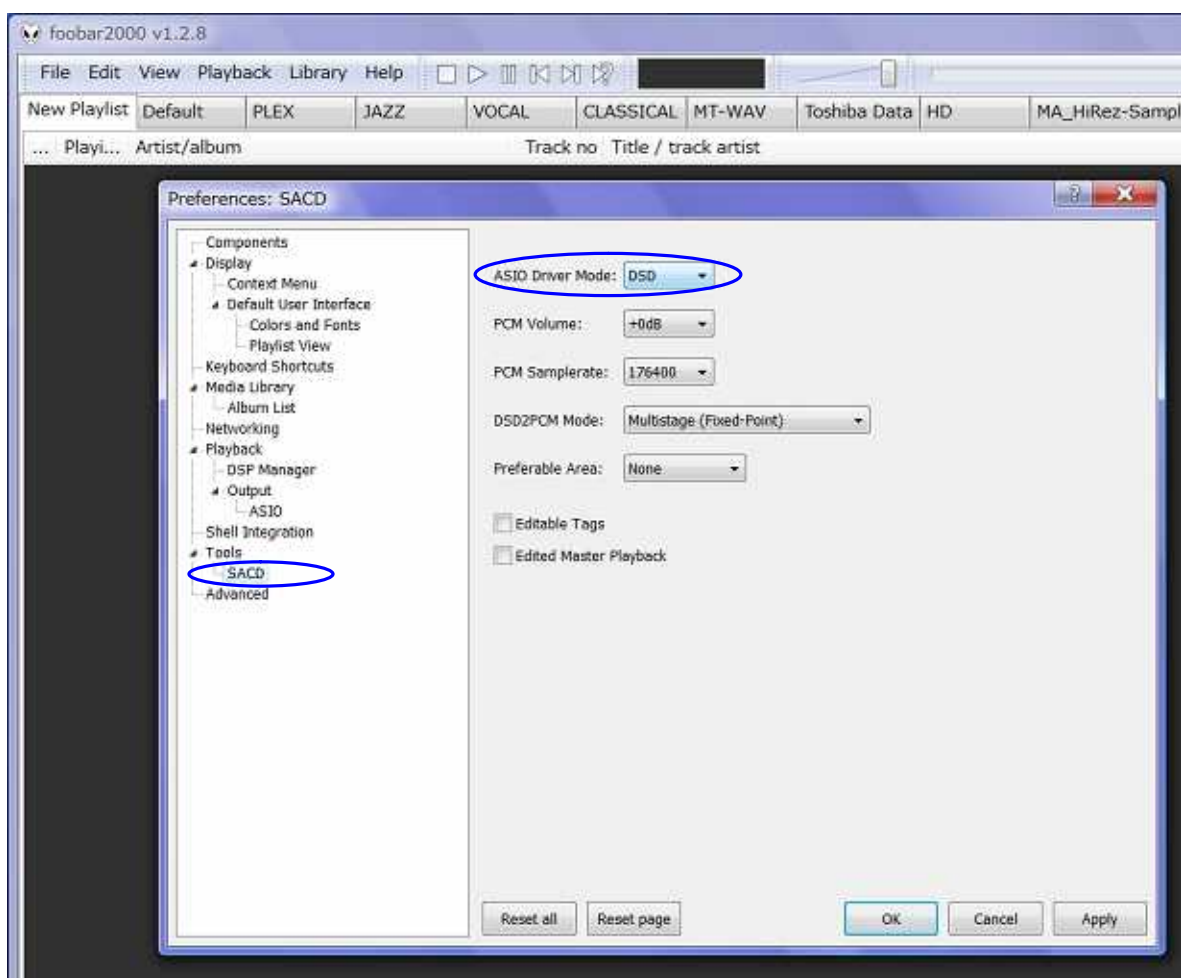 foobar2000 v1.2.8
File Edit View Playback Library Help
New Playlist Default PLEX JAZZ VOCAL CLASSICAL MT-WAV Toshiba Data HD MA_HiRez-Sampl
... Playi... Artist/album Track no Title / track artist
Preferences: SACD
Components
Display
Context Menu
Default User Interface
Colors and Fonts
Playlist View
Keyboard Shortcuts
Media Library
Album List
Networking
Playback
DSP Manager
Output
ASIO
Shell Integration
Tools
SACD
Advanced
ASIO Driver Mode: DSD
PCM Volume: +0dB
PCM Samplerate: 176400
DSD2PCM Mode: Multistage (Fixed-Point)
Preferable Area: None
Editable Tags
Edited Master Playback
Reset all Reset page OK Cancel Apply